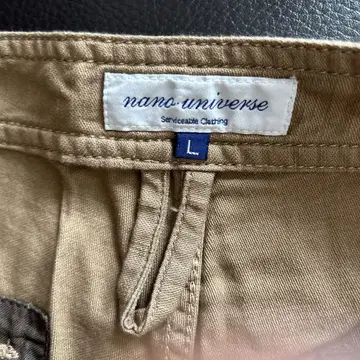 nano·universe
Serviceable Clothing
L